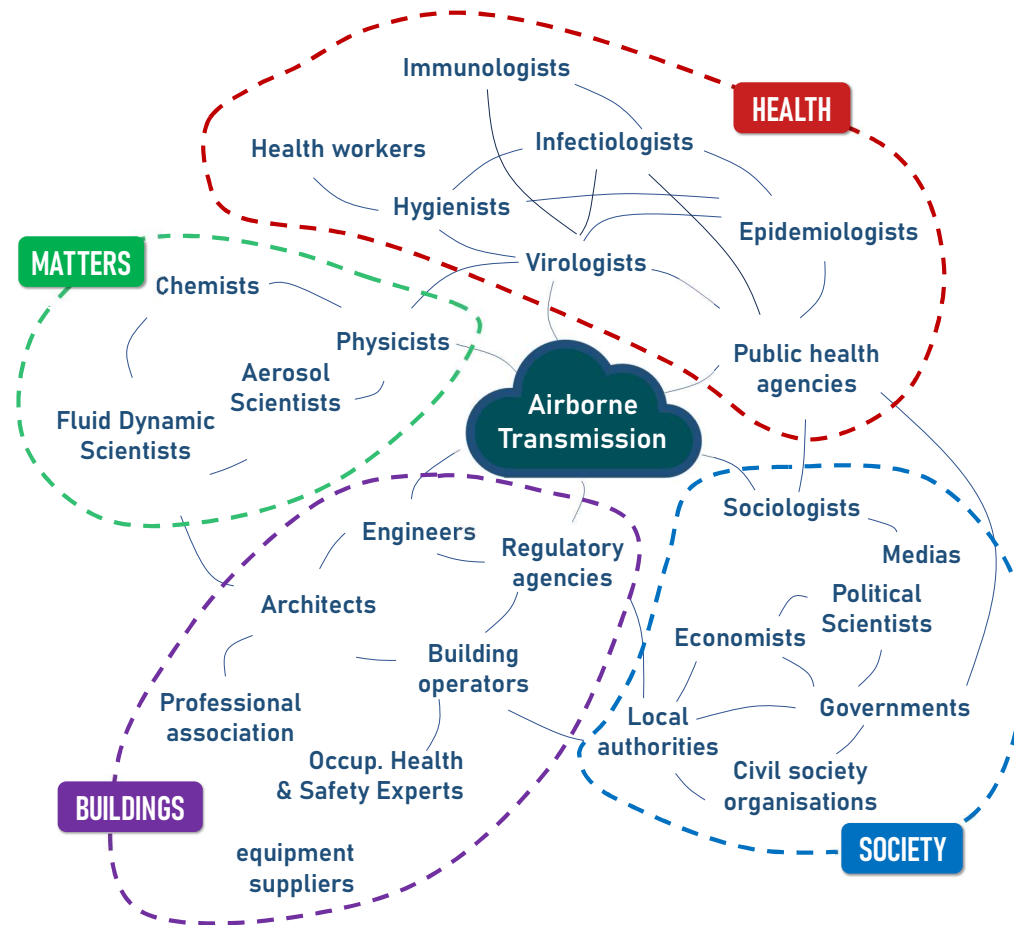 Immunologists
HEALTH
Infectiologists
Health workers
Hygienists
Epidemiologists
Virologists
MATTERS
Chemists
Physicists
Public health
agencies
Aerosol
Scientists
Fluid Dynamic
Scientists
Airborne
Transmission
Sociologists
Engineers
Regulatory
agencies
Medias
Political
Scientists
Architects
Economists
Building
operators
Professional
association
Local
authorities
Governments
Occup. Health
& Safety Experts
Civil society
organisations
BUILDINGS
SOCIETY
equipment
suppliers